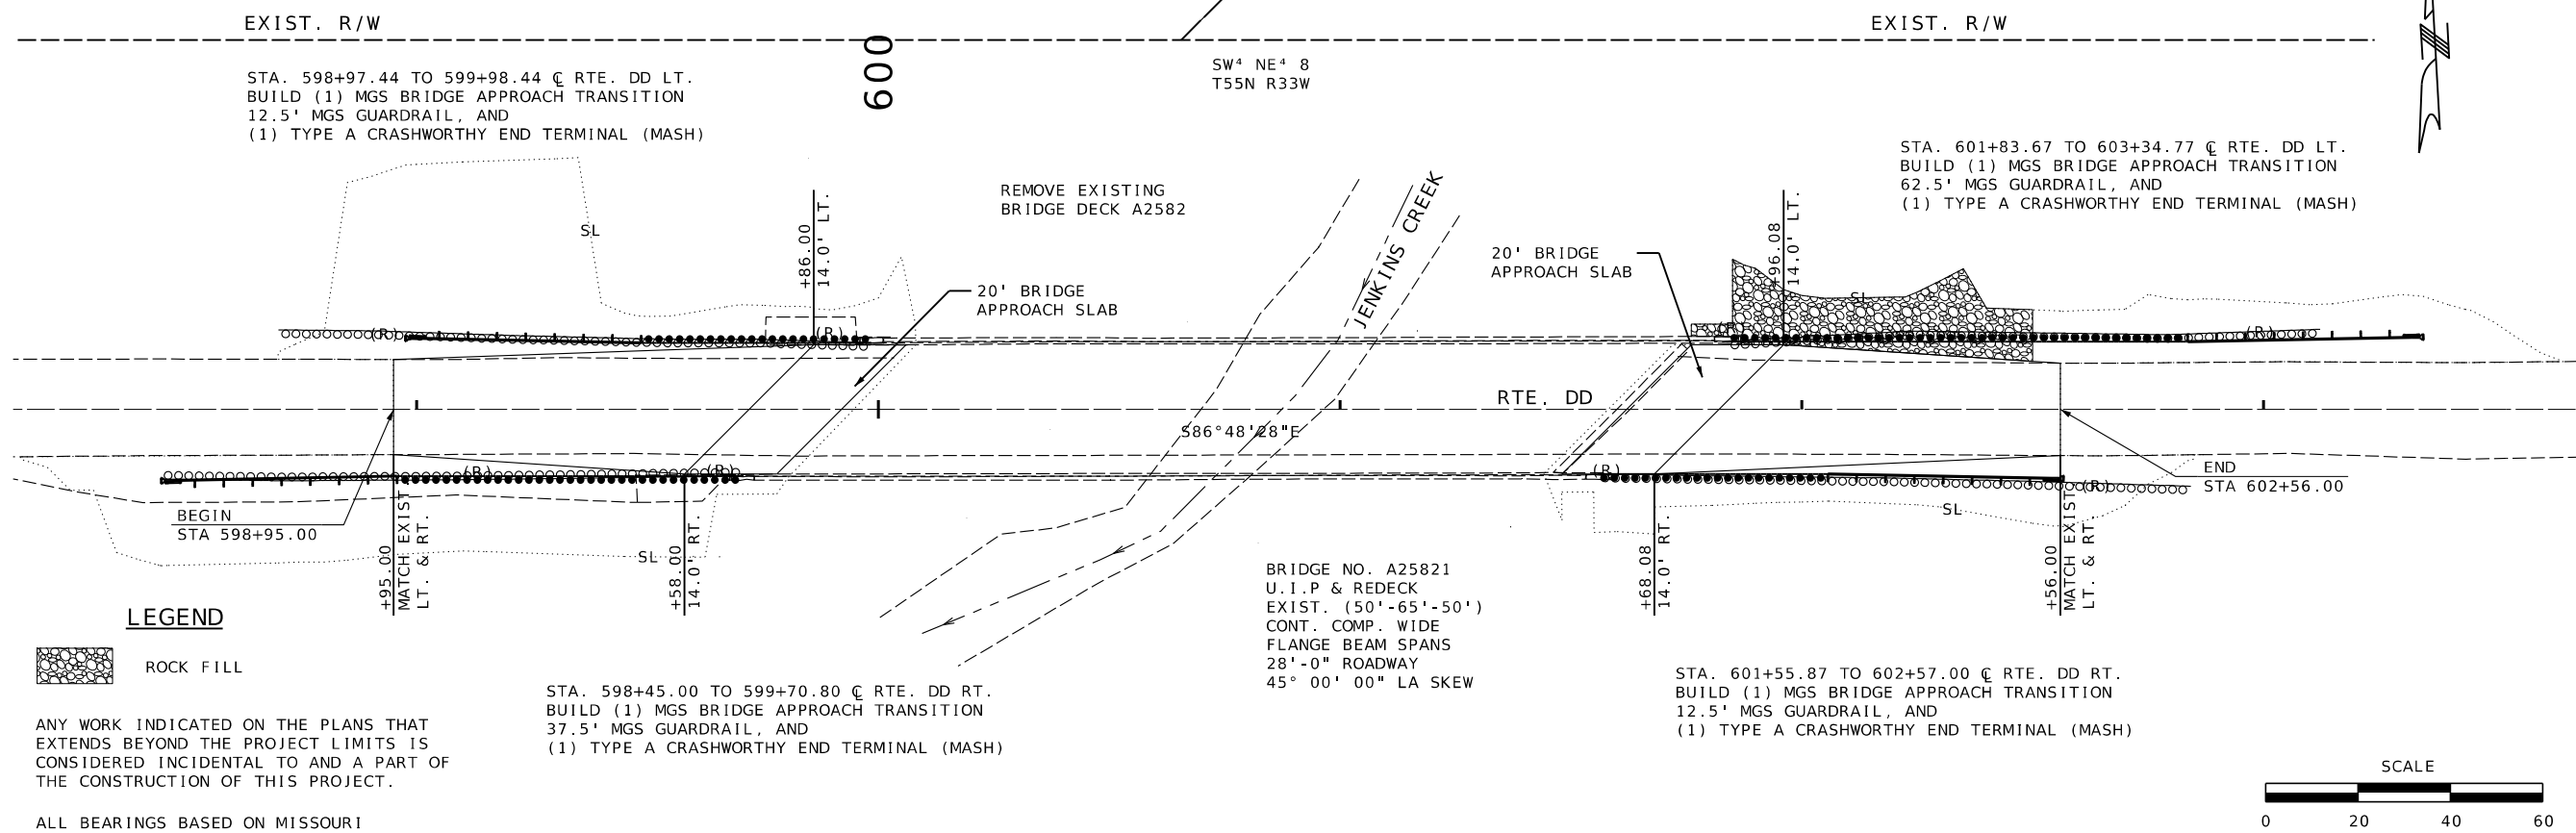 EXIST. R/W
EXIST. R/W
STA. 598+97.44 TO 599+98.44 ℄ RTE. DD LT.
BUILD (1) MGS BRIDGE APPROACH TRANSITION
12.5' MGS GUARDRAIL, AND
(1) TYPE A CRASHWORTHY END TERMINAL (MASH)
600
SW⁴ NE⁴ 8
T55N R33W
STA. 601+83.67 TO 603+34.77 ℄ RTE. DD LT.
BUILD (1) MGS BRIDGE APPROACH TRANSITION
62.5' MGS GUARDRAIL, AND
(1) TYPE A CRASHWORTHY END TERMINAL (MASH)
REMOVE EXISTING
BRIDGE DECK A2582
SL
+86.00
14.0' LT.
JENKINS CREEK
+96.08
14.0' LT.
20' BRIDGE
APPROACH SLAB
20' BRIDGE
APPROACH SLAB
SL
(R)
(R)
(R)
RTE. DD
S86°48'28"E
(R)
(R)
(R)
(R)
BEGIN
STA 598+95.00
END
STA 602+56.00
SL
SL
+95.00
MATCH EXIST
LT. & RT.
+58.00
14.0' RT.
+68.08
14.0' RT.
+56.00
MATCH EXIST
LT. & RT.
BRIDGE NO. A25821
U.I.P & REDECK
EXIST. (50'-65'-50')
CONT. COMP. WIDE
FLANGE BEAM SPANS
28'-0" ROADWAY
45° 00' 00" LA SKEW
LEGEND
ROCK FILL
STA. 598+45.00 TO 599+70.80 ℄ RTE. DD RT.
BUILD (1) MGS BRIDGE APPROACH TRANSITION
37.5' MGS GUARDRAIL, AND
(1) TYPE A CRASHWORTHY END TERMINAL (MASH)
STA. 601+55.87 TO 602+57.00 ℄ RTE. DD RT.
BUILD (1) MGS BRIDGE APPROACH TRANSITION
12.5' MGS GUARDRAIL, AND
(1) TYPE A CRASHWORTHY END TERMINAL (MASH)
ANY WORK INDICATED ON THE PLANS THAT
EXTENDS BEYOND THE PROJECT LIMITS IS
CONSIDERED INCIDENTAL TO AND A PART OF
THE CONSTRUCTION OF THIS PROJECT.
ALL BEARINGS BASED ON MISSOURI
SCALE
0 20 40 60